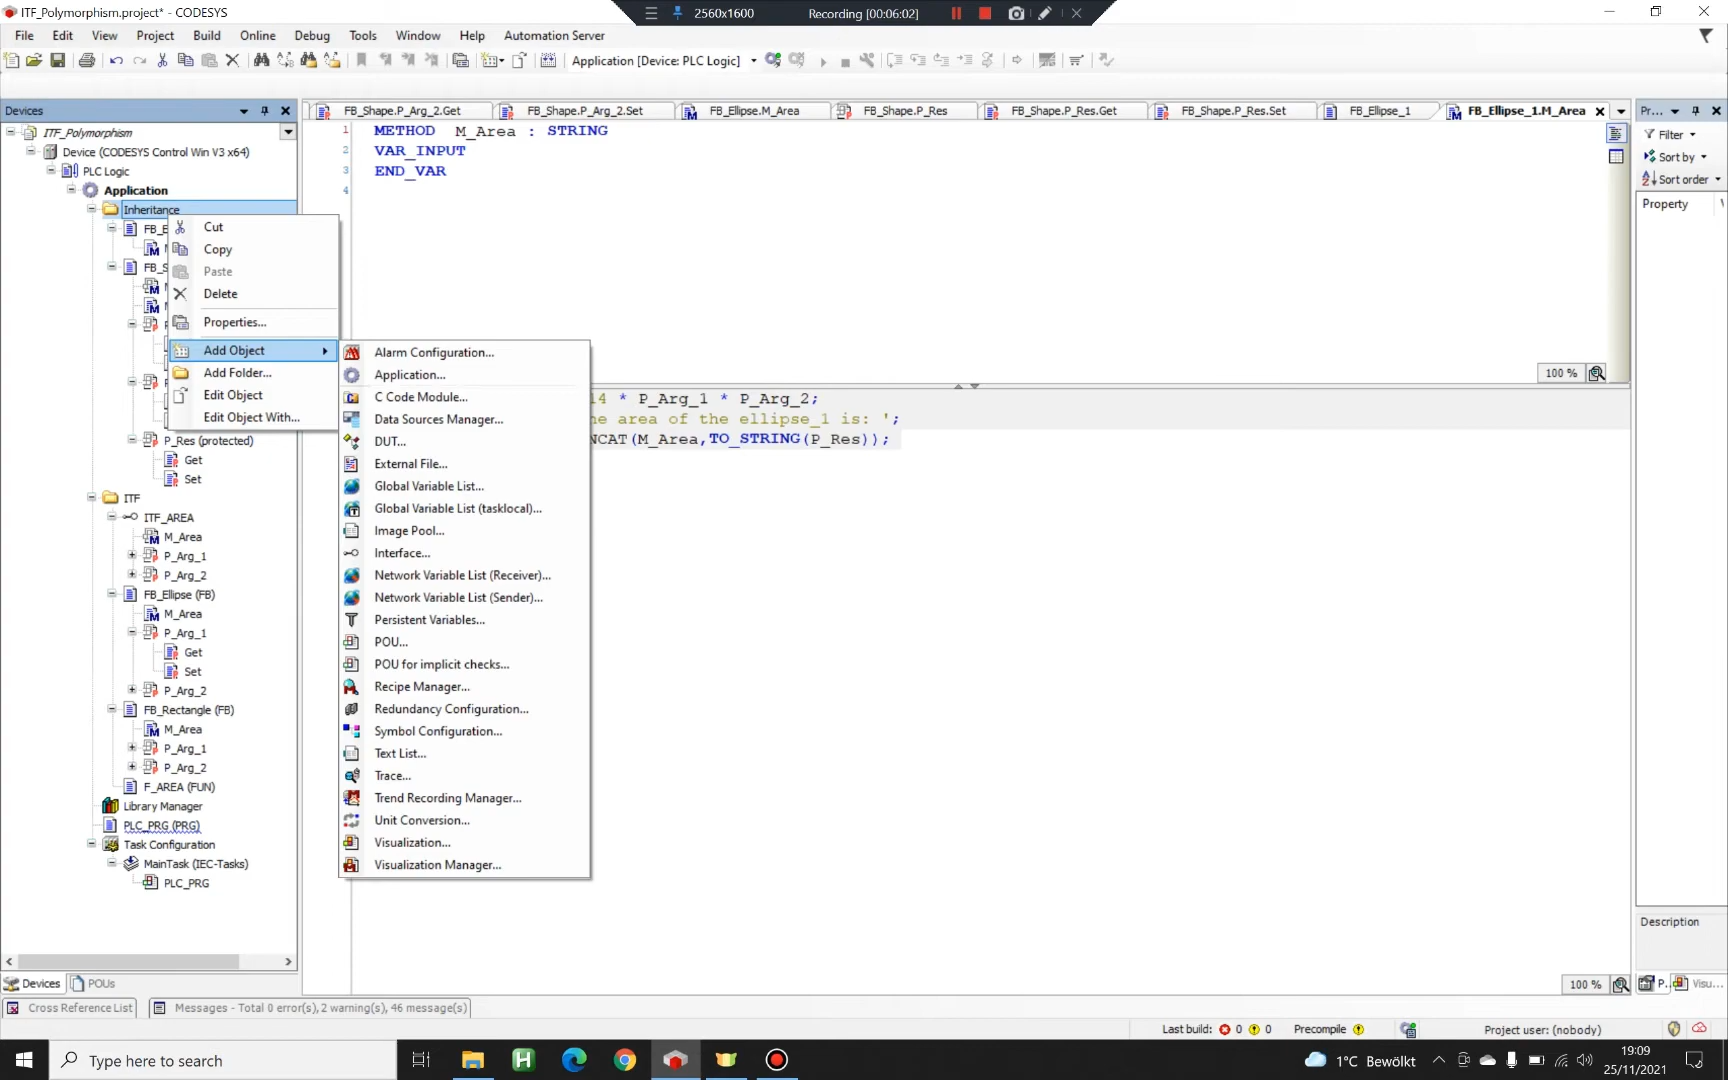 ITF_Polymorphism.project* - CODESYS
2560x1600
Recording [00:06:02]
File Edit View Project Build Online Debug Tools Window Help Automation Server
Application [Device: PLC Logic]
Devices
FB_Shape.P_Arg_2.Get
FB_Shape.P_Arg_2.Set
FB_Ellipse.M_Area
FB_Shape.P_Res
FB_Shape.P_Res.Get
FB_Shape.P_Res.Set
FB_Ellipse_1
FB_Ellipse_1.M_Area
Pr...
ITF_Polymorphism
Device (CODESYS Control Win V3 x64)
PLC Logic
Application
Inheritance
FB_E
FB_S
P_Res (protected)
Get
Set
ITF
ITF_AREA
M_Area
P_Arg_1
P_Arg_2
FB_Ellipse (FB)
M_Area
P_Arg_1
Get
Set
P_Arg_2
FB_Rectangle (FB)
M_Area
P_Arg_1
P_Arg_2
F_AREA (FUN)
Library Manager
PLC_PRG (PRG)
Task Configuration
MainTask (IEC-Tasks)
PLC_PRG
Cut
Copy
Paste
Delete
Properties...
Add Object
Add Folder...
Edit Object
Edit Object With...
Alarm Configuration...
Application...
C Code Module...
Data Sources Manager...
DUT...
External File...
Global Variable List...
Global Variable List (tasklocal)...
Image Pool...
Interface...
Network Variable List (Receiver)...
Network Variable List (Sender)...
Persistent Variables...
POU...
POU for implicit checks...
Recipe Manager...
Redundancy Configuration...
Symbol Configuration...
Text List...
Trace...
Trend Recording Manager...
Unit Conversion...
Visualization...
Visualization Manager...
1 METHOD M_Area : STRING
2 VAR_INPUT
3 END_VAR
4
100 %
14 * P_Arg_1 * P_Arg_2;
he area of the ellipse_1 is: ';
NCAT(M_Area,TO_STRING(P_Res));
100 %
Filter
Sort by
Sort order
Property
Description
P..
Visu...
Devices
POUs
Cross Reference List
Messages - Total 0 error(s), 2 warning(s), 46 message(s)
Last build: 0 0 Precompile
Project user: (nobody)
Type here to search
1°C Bewölkt
19:09
25/11/2021